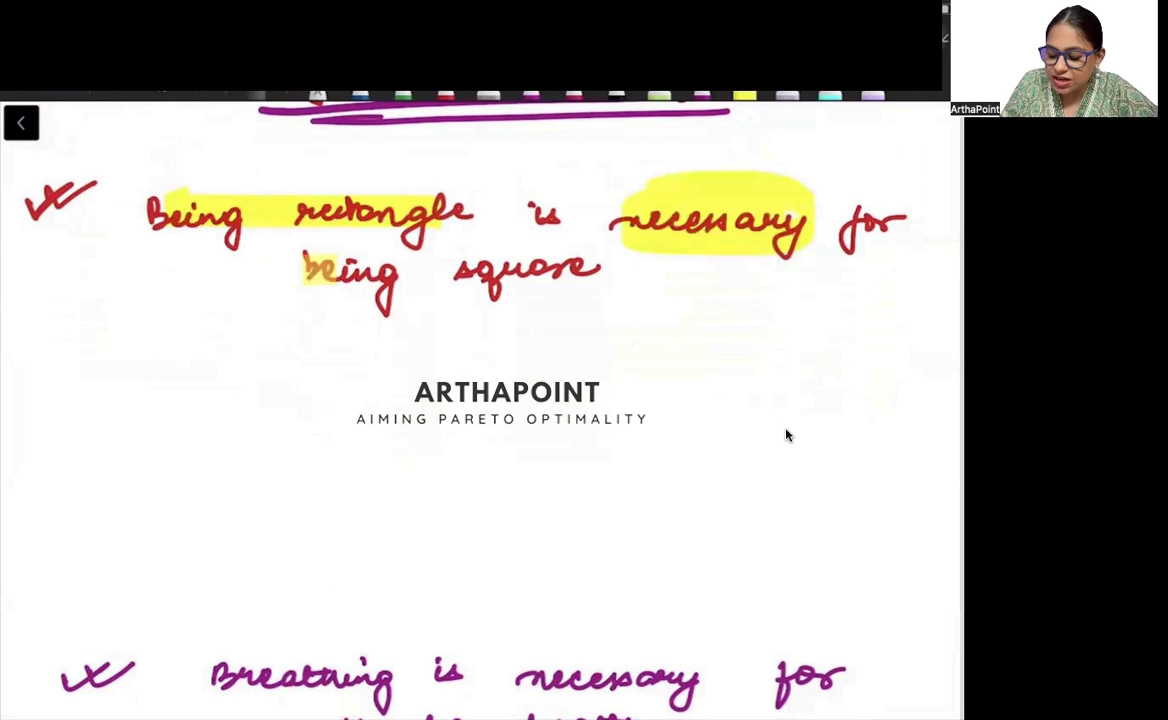 ArthaPoint
Being rectangle is necessary for
being square
ARTHAPOINT
AIMING PARETO OPTIMALITY
Breathing is necessary for